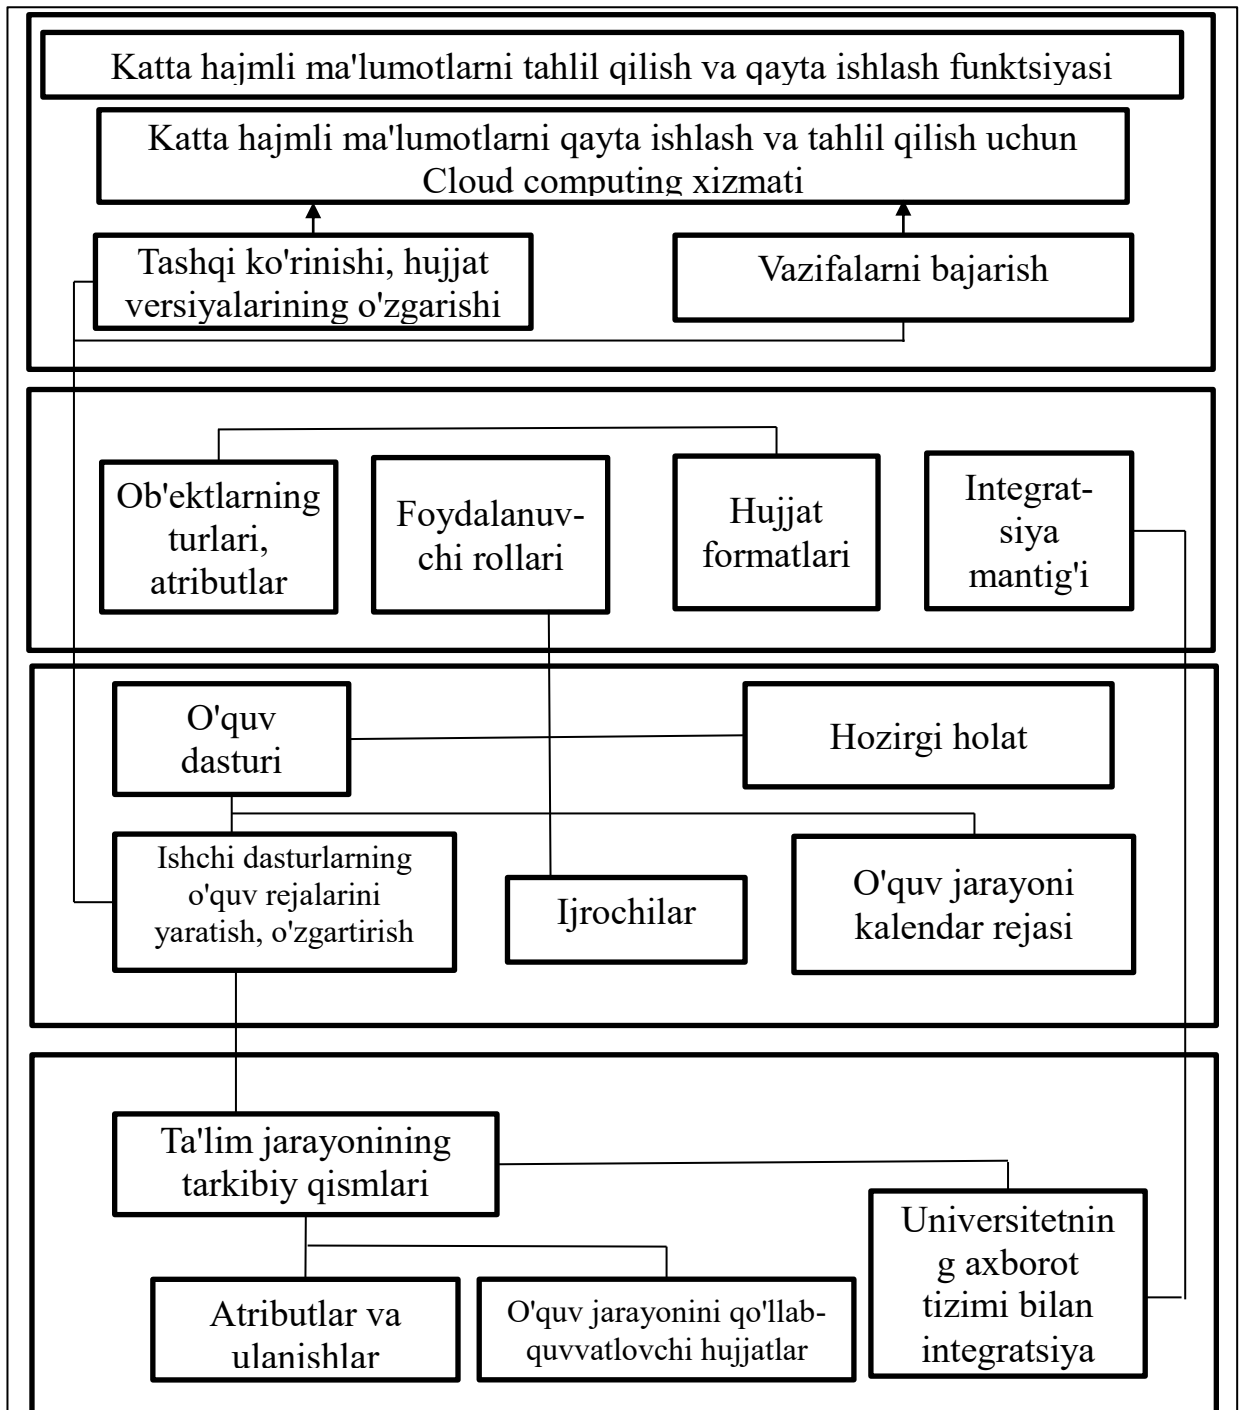 Katta hajmli ma'lumotlarni tahlil qilish va qayta ishlash funktsiyasi
Katta hajmli ma'lumotlarni qayta ishlash va tahlil qilish uchun
Cloud computing xizmati
Tashqi ko'rinishi, hujjat
versiyalarining o'zgarishi
Vazifalarni bajarish
Ob'ektlarning
turlari,
atributlar
Foydalanuv-
chi rollari
Hujjat
formatlari
Integrat-
siya
mantig'i
O'quv
dasturi
Hozirgi holat
Ishchi dasturlarning
o'quv rejalarini
yaratish, o'zgartirish
Ijrochilar
O'quv jarayoni
kalendar rejasi
Ta'lim jarayonining
tarkibiy qismlari
Universitetnin
g axborot
tizimi bilan
integratsiya
Atributlar va
ulanishlar
O'quv jarayonini qo'llab-
quvvatlovchi hujjatlar